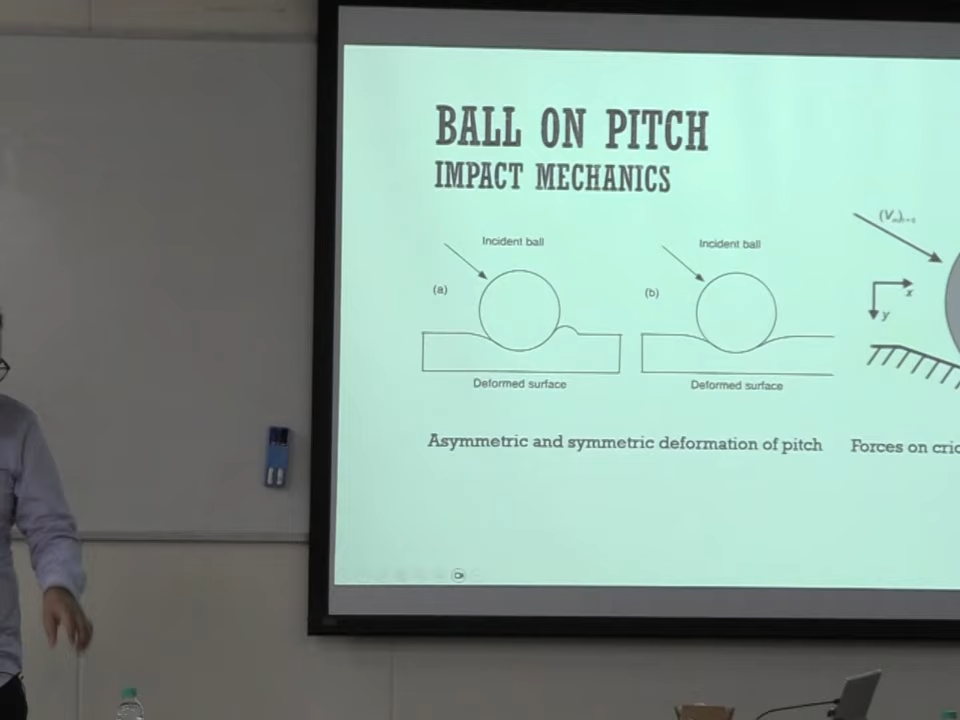 BALL ON PITCH
IMPACT MECHANICS
Incident ball
(a)
Deformed surface
Incident ball
(b)
Deformed surface
x
y
Asymmetric and symmetric deformation of pitch
Forces on